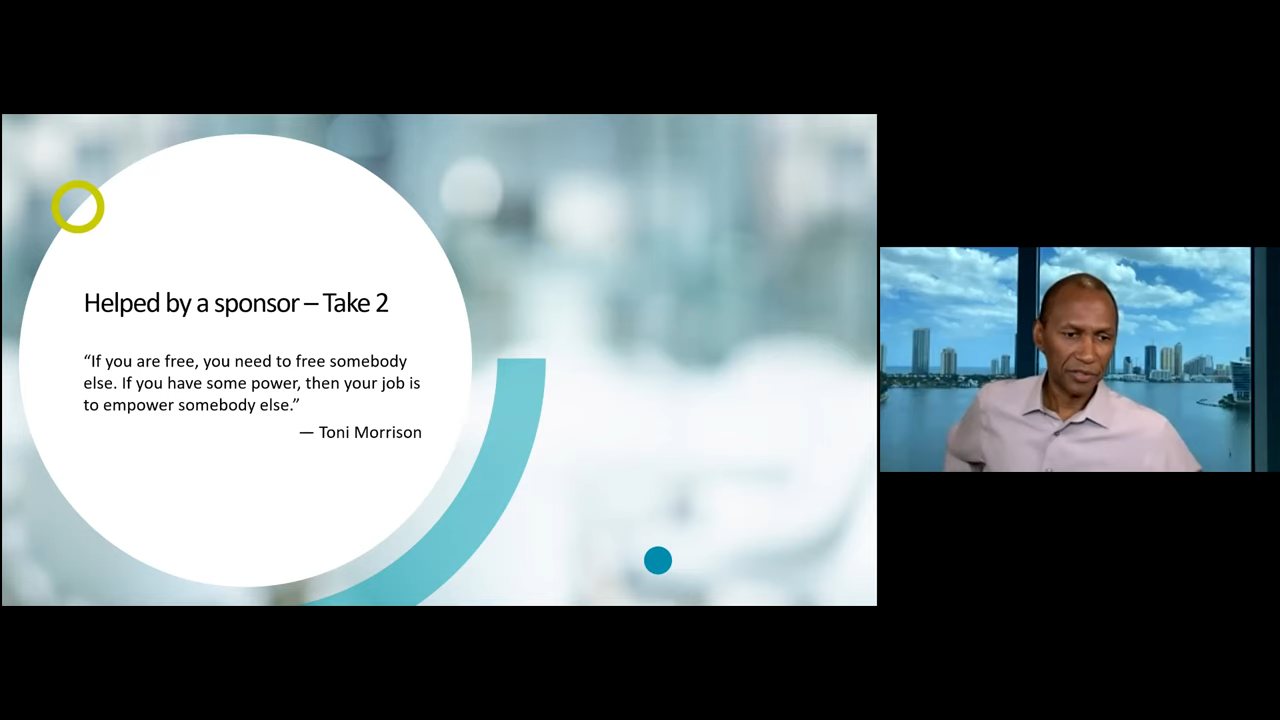 Helped by a sponsor – Take 2
“If you are free, you need to free somebody
else. If you have some power, then your job is
to empower somebody else.”
— Toni Morrison